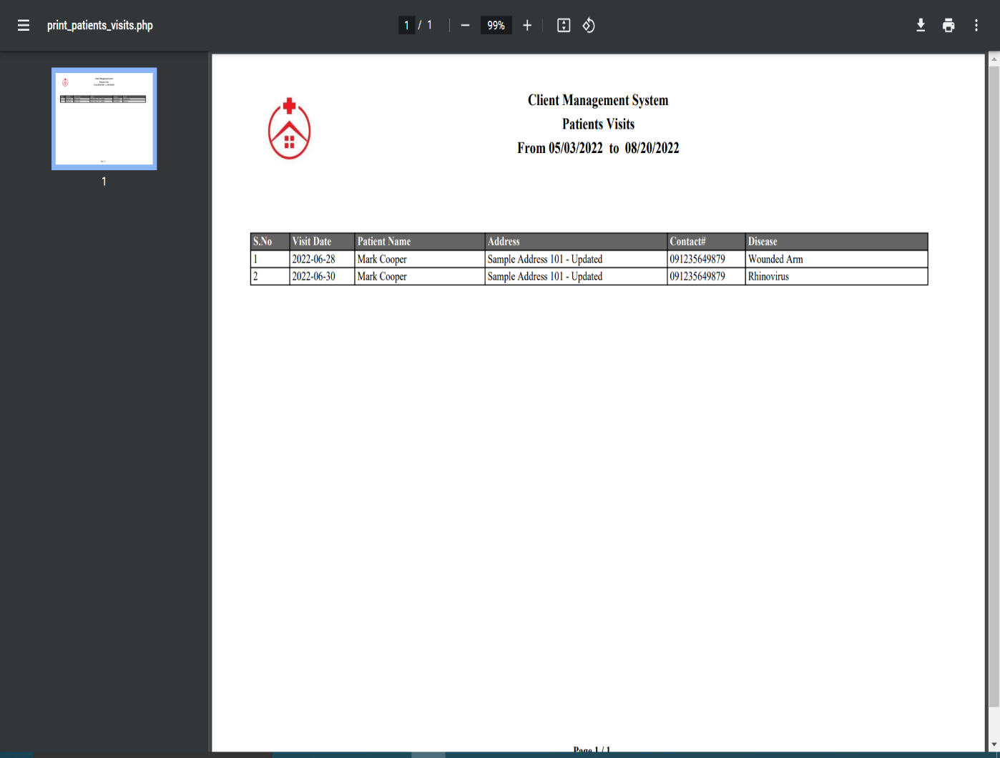 print_patients_visits.php
1 / 1
99%
1
Client Management System
Patients Visits
From 05/03/2022 to 08/20/2022
S.No Visit Date Patient Name Address Contact# Disease
1 2022-06-28 Mark Cooper Sample Address 101 - Updated 091235649879 Wounded Arm
2 2022-06-30 Mark Cooper Sample Address 101 - Updated 091235649879 Rhinovirus
Page 1 / 1